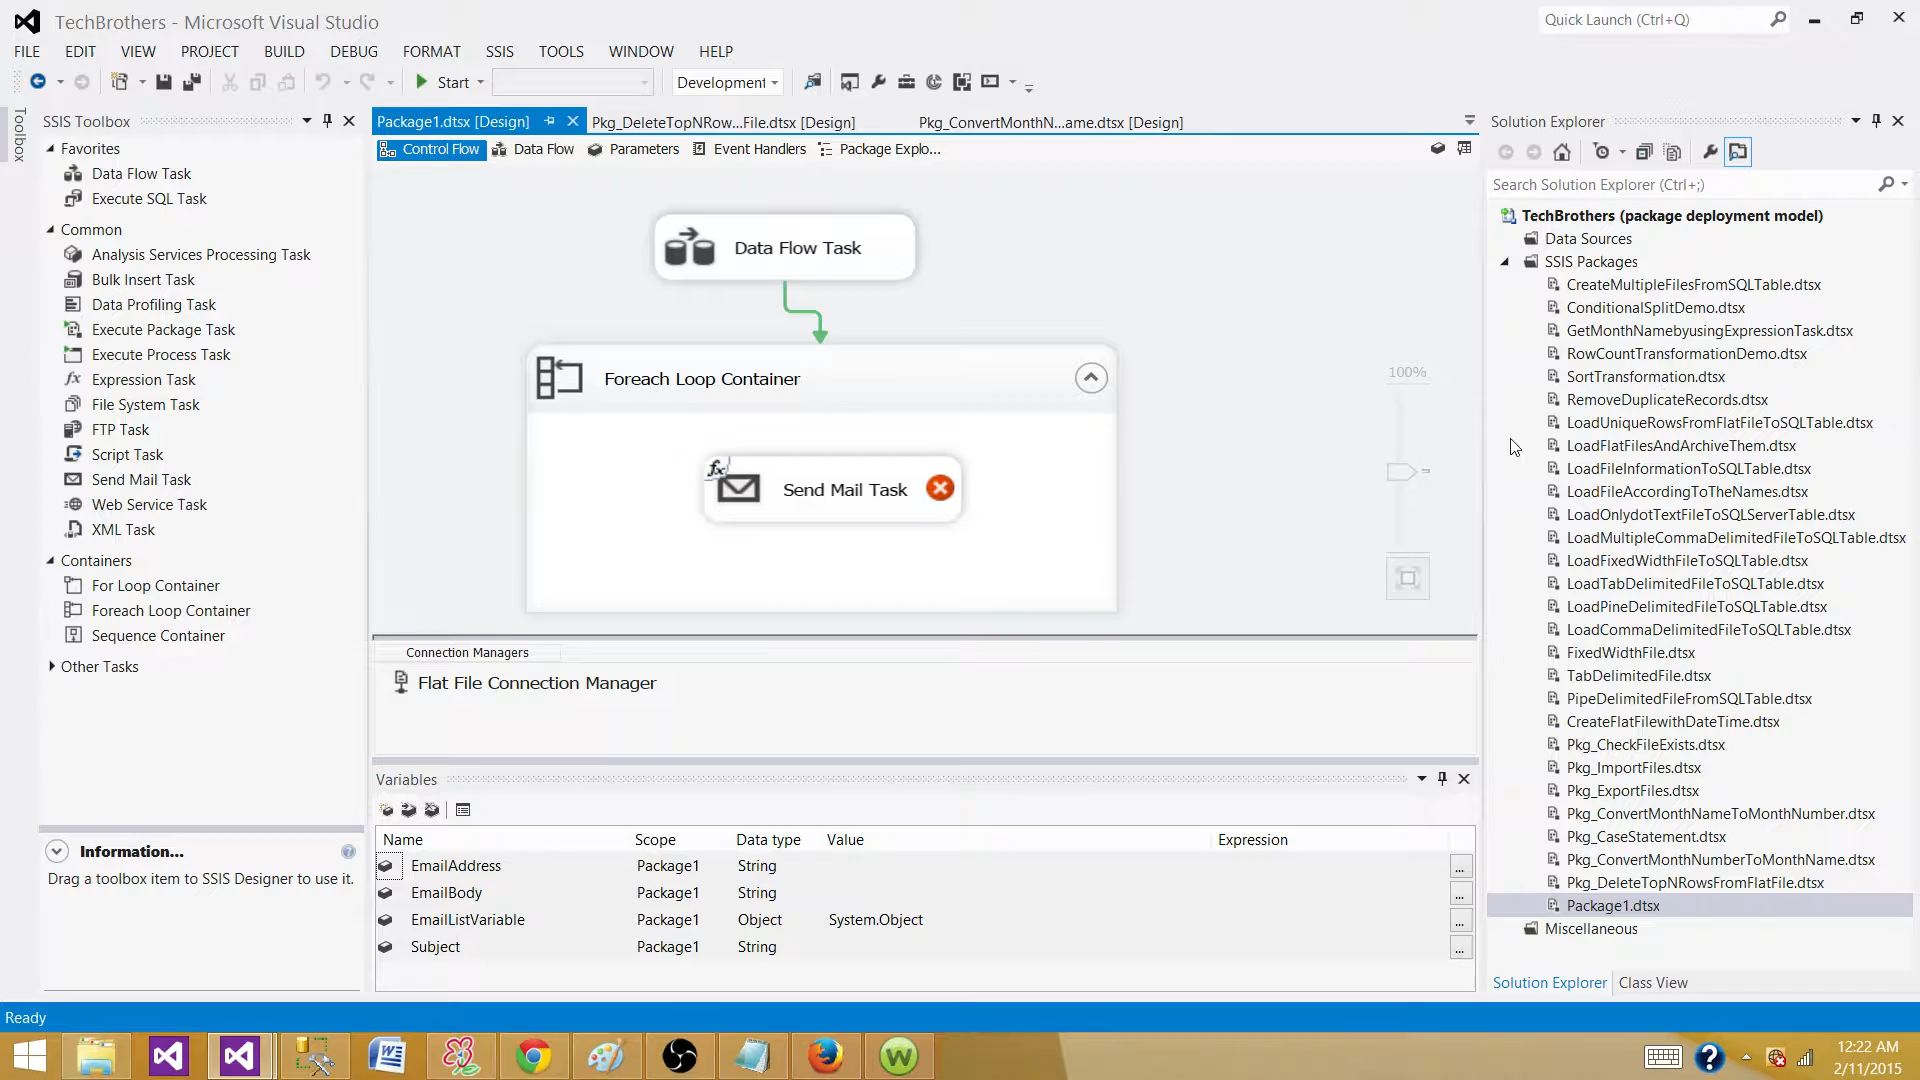 TechBrothers - Microsoft Visual Studio
Quick Launch (Ctrl+Q)
FILE EDIT VIEW PROJECT BUILD DEBUG FORMAT SSIS TOOLS WINDOW HELP
Start
Development
Toolbox
SSIS Toolbox
Favorites
Data Flow Task
Execute SQL Task
Common
Analysis Services Processing Task
Bulk Insert Task
Data Profiling Task
Execute Package Task
Execute Process Task
Expression Task
File System Task
FTP Task
Script Task
Send Mail Task
Web Service Task
XML Task
Containers
For Loop Container
Foreach Loop Container
Sequence Container
Other Tasks
Information...
Drag a toolbox item to SSIS Designer to use it.
Package1.dtsx [Design]
Pkg_DeleteTopNRow...File.dtsx [Design]
Pkg_ConvertMonthN...ame.dtsx [Design]
Control Flow
Data Flow
Parameters
Event Handlers
Package Explo...
Data Flow Task
Foreach Loop Container
fx
Send Mail Task
100%
Connection Managers
Flat File Connection Manager
Variables
Name Scope Data type Value Expression
EmailAddress Package1 String ...
EmailBody Package1 String ...
EmailListVariable Package1 Object System.Object ...
Subject Package1 String ...
Solution Explorer
Search Solution Explorer (Ctrl+;)
TechBrothers (package deployment model)
Data Sources
SSIS Packages
CreateMultipleFilesFromSQLTable.dtsx
ConditionalSplitDemo.dtsx
GetMonthNamebyusingExpressionTask.dtsx
RowCountTransformationDemo.dtsx
SortTransformation.dtsx
RemoveDuplicateRecords.dtsx
LoadUniqueRowsFromFlatFileToSQLTable.dtsx
LoadFlatFilesAndArchiveThem.dtsx
LoadFileInformationToSQLTable.dtsx
LoadFileAccordingToTheNames.dtsx
LoadOnlydotTextFileToSQLServerTable.dtsx
LoadMultipleCommaDelimitedFileToSQLTable.dtsx
LoadFixedWidthFileToSQLTable.dtsx
LoadTabDelimitedFileToSQLTable.dtsx
LoadPineDelimitedFileToSQLTable.dtsx
LoadCommaDelimitedFileToSQLTable.dtsx
FixedWidthFile.dtsx
TabDelimitedFile.dtsx
PipeDelimitedFileFromSQLTable.dtsx
CreateFlatFilewithDateTime.dtsx
Pkg_CheckFileExists.dtsx
Pkg_ImportFiles.dtsx
Pkg_ExportFiles.dtsx
Pkg_ConvertMonthNameToMonthNumber.dtsx
Pkg_CaseStatement.dtsx
Pkg_ConvertMonthNumberToMonthName.dtsx
Pkg_DeleteTopNRowsFromFlatFile.dtsx
Package1.dtsx
Miscellaneous
Solution Explorer
Class View
Ready
12:22 AM
2/11/2015